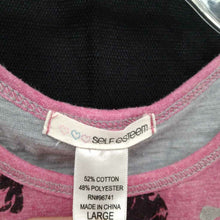 SELF ESTEEM
52% COTTON
48% POLYESTER
RN#96741
MADE IN CHINA
LARGE